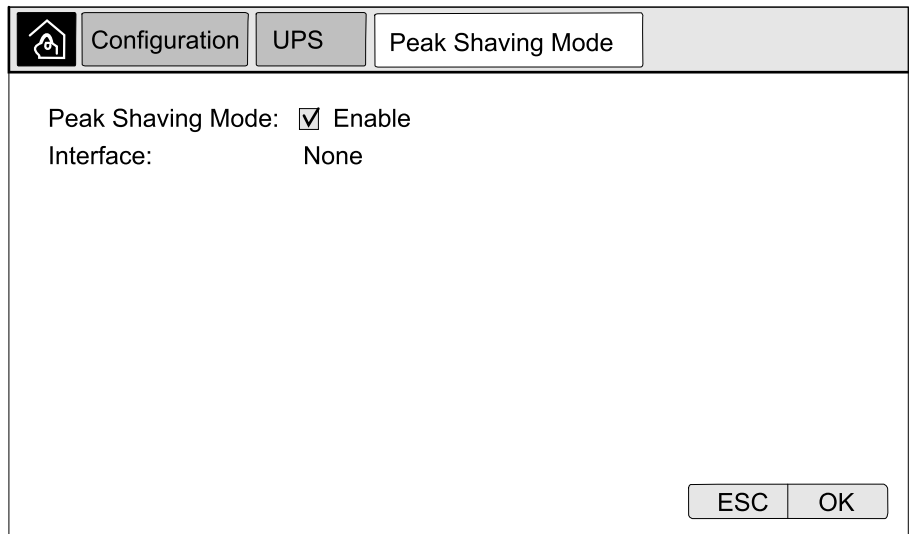 Configuration UPS Peak Shaving Mode
Peak Shaving Mode: Enable
Interface: None
ESC OK